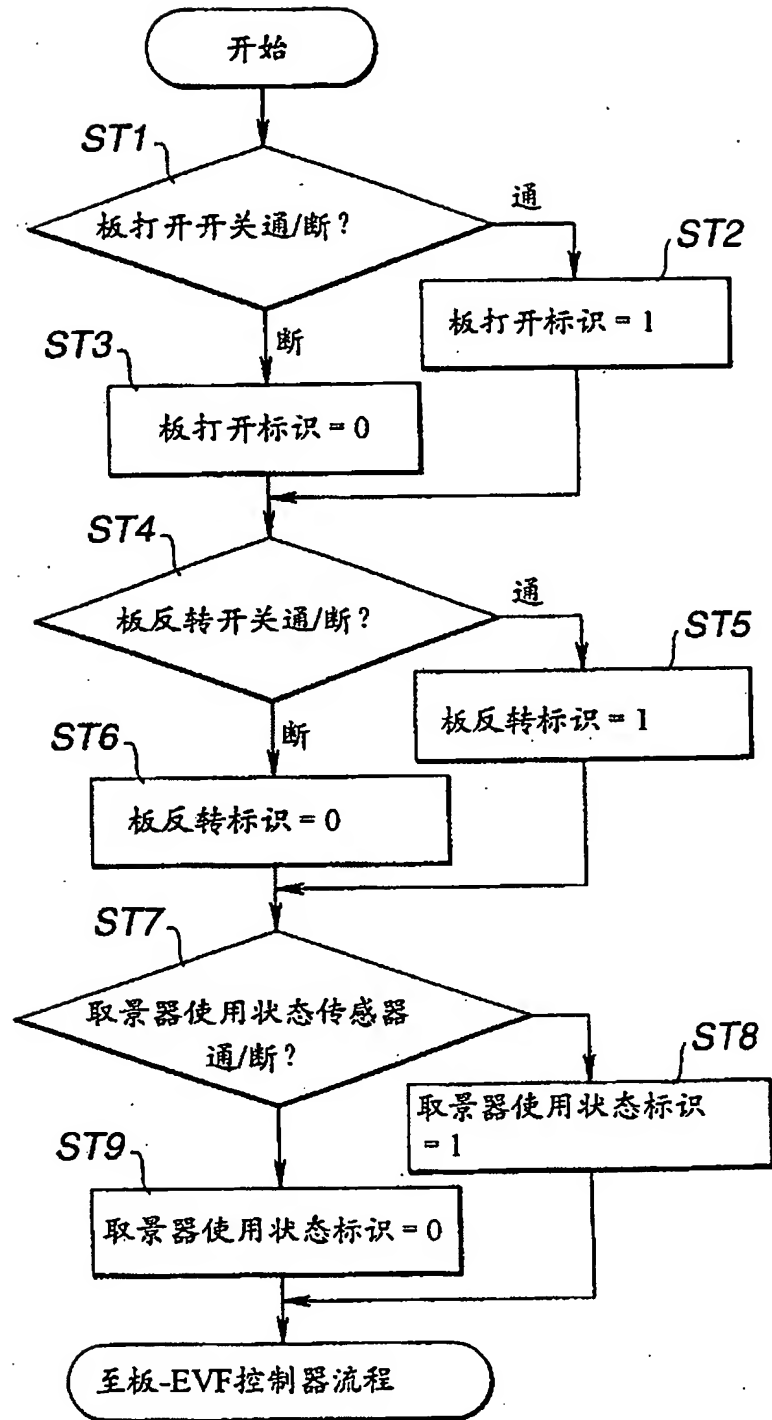 开始
ST1
板打开开关通/断?
通
ST2
板打开标识=1
断
ST3
板打开标识=0
ST4
板反转开关通/断?
通
ST5
板反转标识=1
断
ST6
板反转标识=0
ST7
取景器使用状态传感器
通/断?
ST8
取景器使用状态标识
=1
ST9
取景器使用状态标识=0
至板-EVF控制器流程